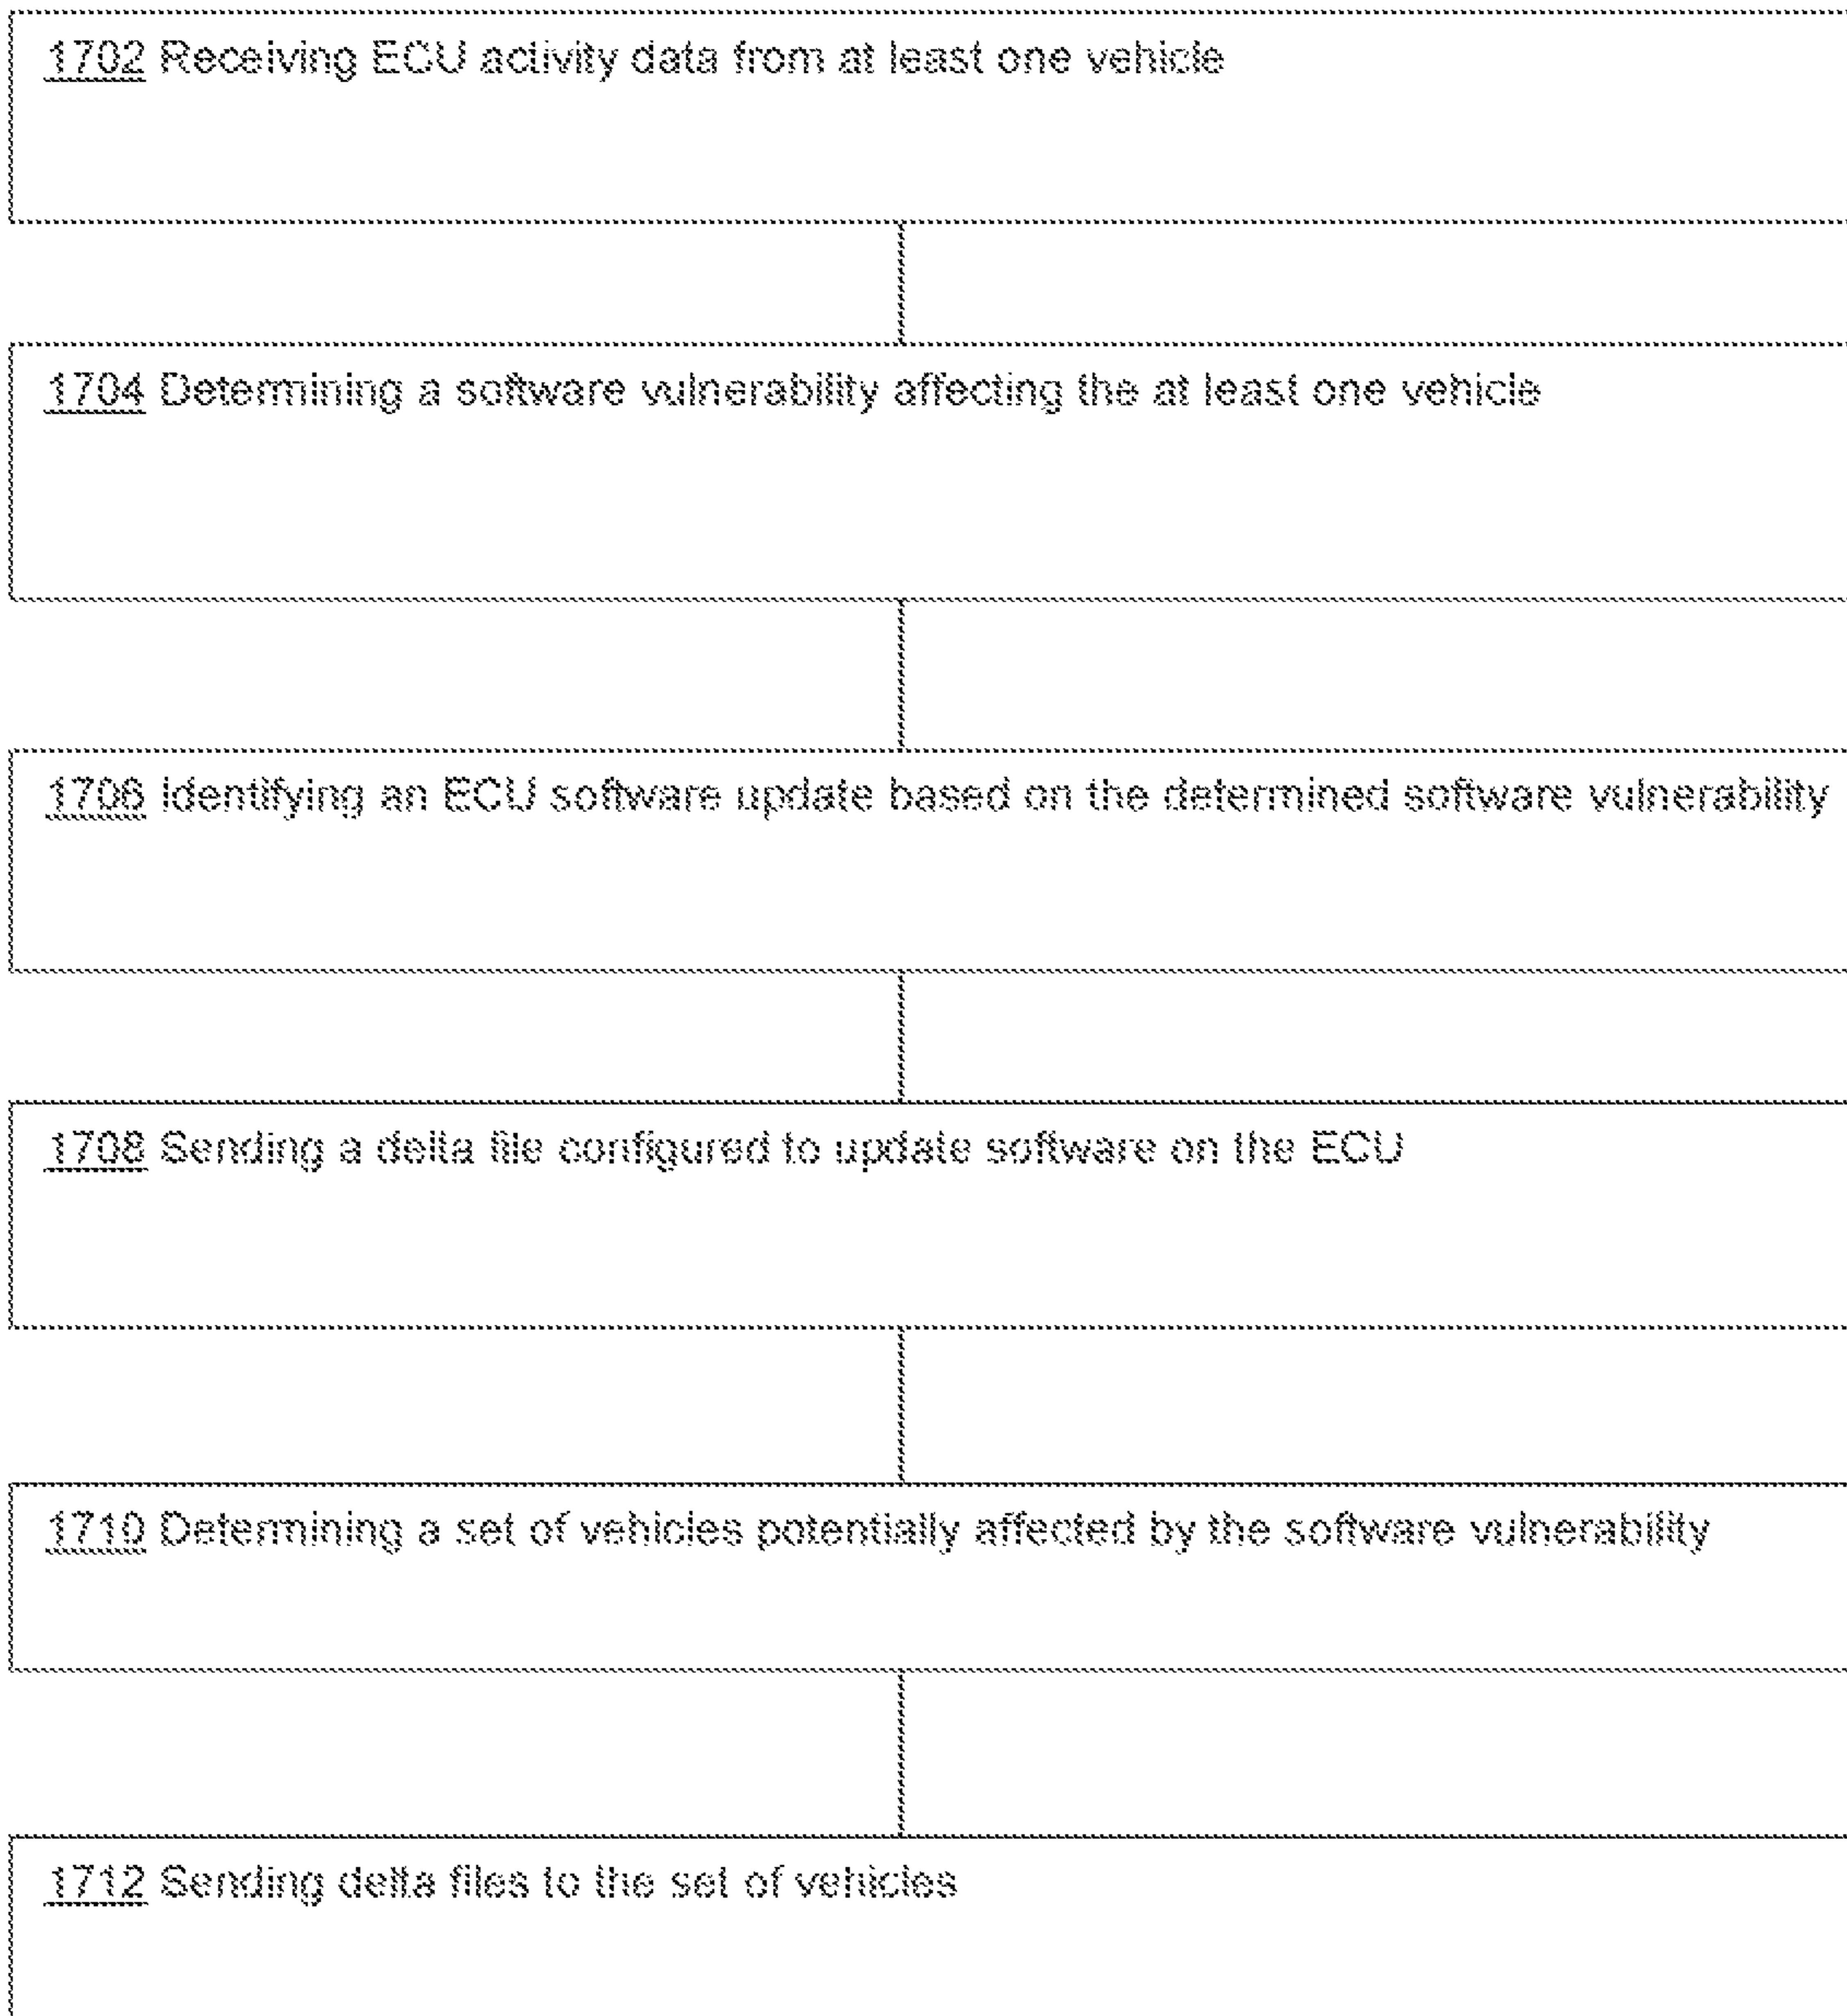 1702 Receiving ECU activity data from at least one vehicle
1704 Determining a software vulnerability affecting the at least one vehicle
1706 Identifying an ECU software update based on the determined software vulnerability
1708 Sending a delta file configured to update software on the ECU
1710 Determining a set of vehicles potentially affected by the software vulnerability
1712 Sending delta files to the set of vehicles